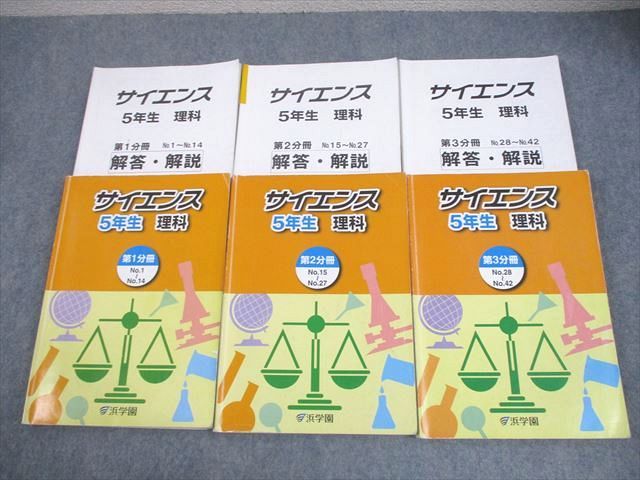 サイエンス
5年生 理科
第1分冊 No.1〜No.14
解答・解説
サイエンス
5年生 理科
第2分冊 No.15〜No.27
解答・解説
サイエンス
5年生 理科
第3分冊 No.28〜No.42
解答・解説
サイエンス
5年生 理科
第1分冊
No.1
〜
No.14
浜学園
サイエンス
5年生 理科
第2分冊
No.15
〜
No.27
浜学園
サイエンス
5年生 理科
第3分冊
No.28
〜
No.42
浜学園